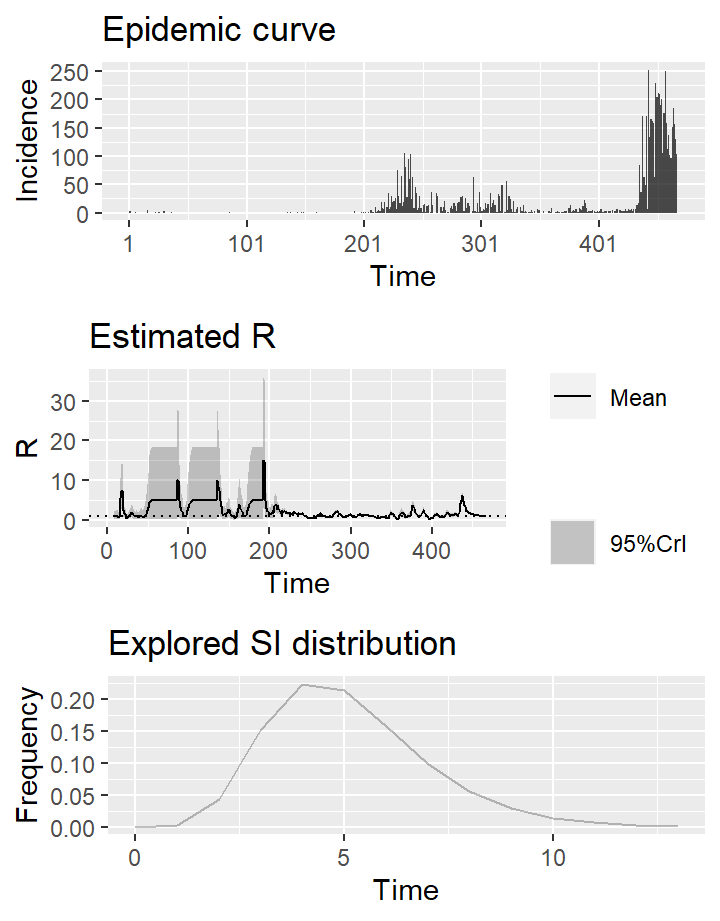 Epidemic curve
Incidence
250
200
150
100
50
0
1 101 201 301 401
Time
Estimated R
R
30
20
10
0
0 100 200 300 400
Time
Mean
95%CrI
Explored SI distribution
Frequency
0.20
0.15
0.10
0.05
0.00
0 5 10
Time